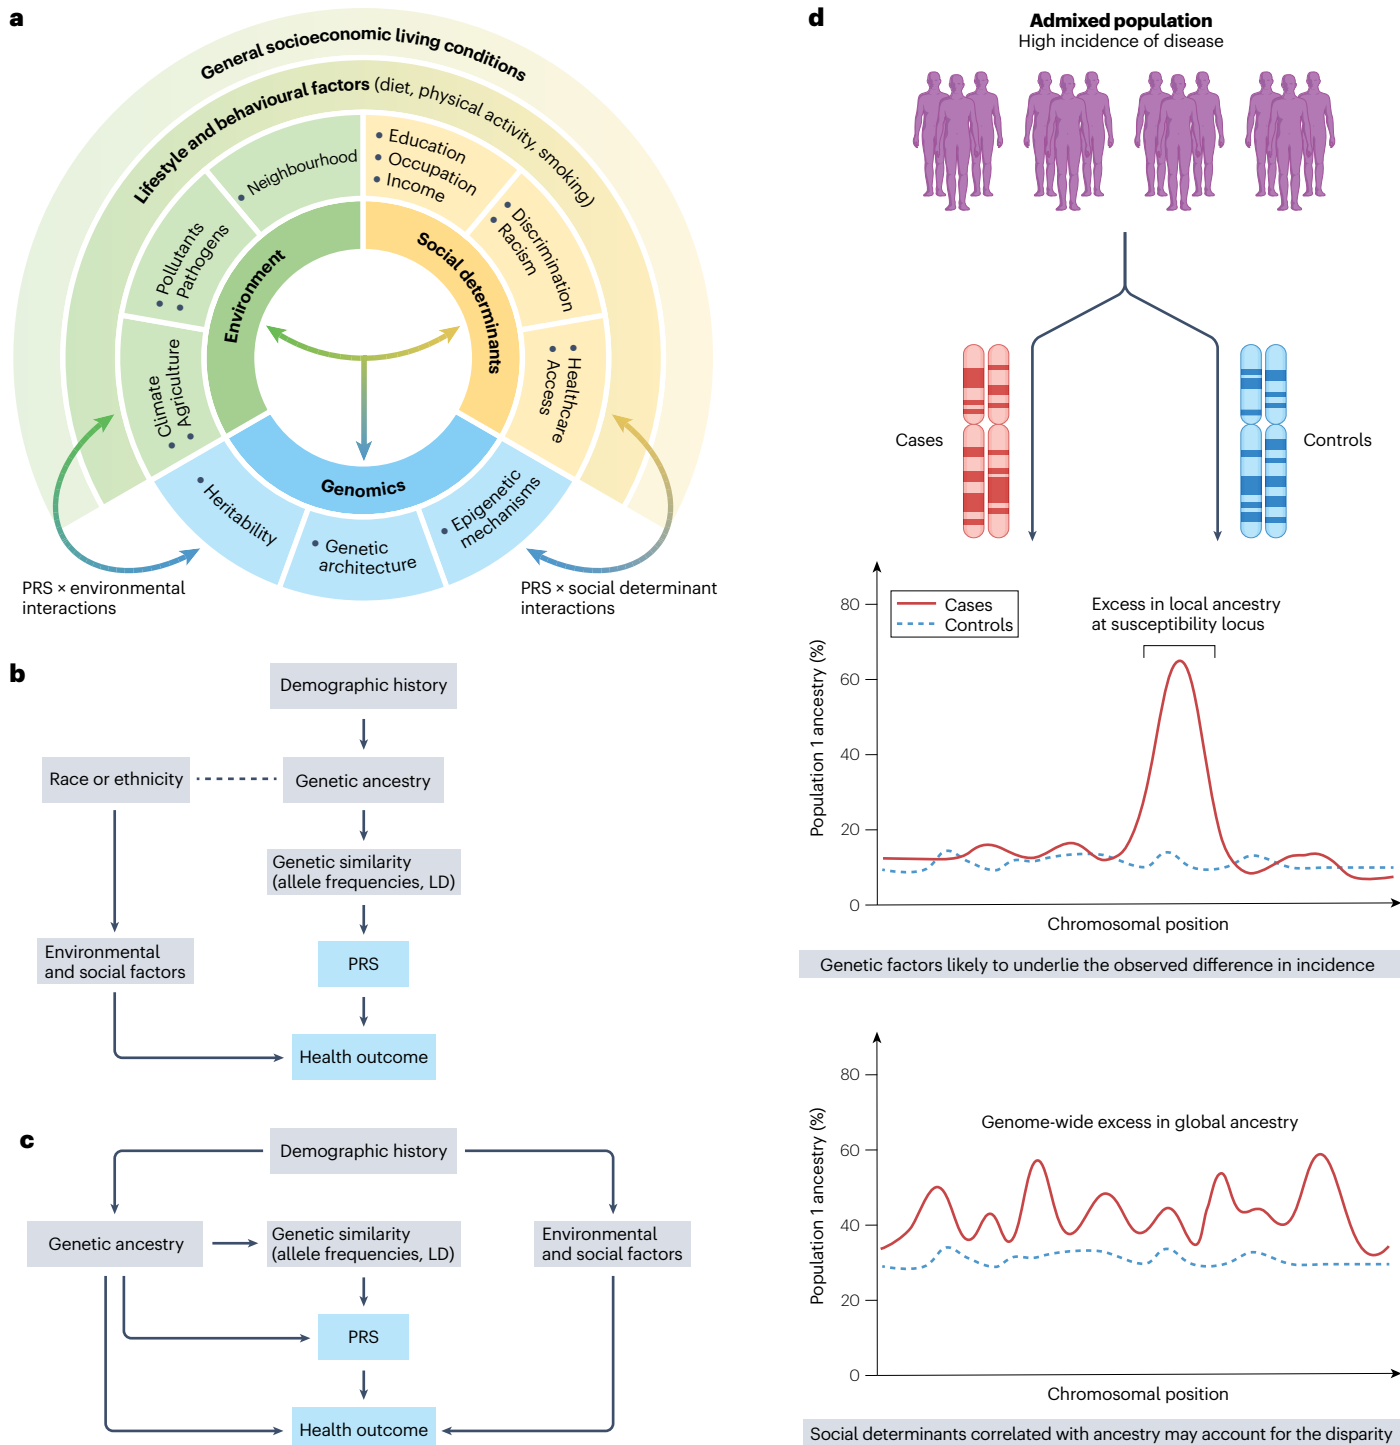 a
General socioeconomic living conditions
Lifestyle and behavioural factors (diet, physical activity, smoking)
• Neighbourhood
• Pollutants
• Pathogens
• Climate
• Agriculture
Environment
• Education
• Occupation
• Income
• Discrimination
• Racism
• Healthcare
• Access
Social determinants
Genomics
• Heritability
• Genetic
architecture
• Epigenetic
mechanisms
PRS × environmental
interactions
PRS × social determinant
interactions
b
Demographic history
Race or ethnicity
Genetic ancestry
Genetic similarity
(allele frequencies, LD)
Environmental
and social factors
PRS
Health outcome
c
Demographic history
Genetic ancestry
Genetic similarity
(allele frequencies, LD)
Environmental
and social factors
PRS
Health outcome
d
Admixed population
High incidence of disease
Cases
Controls
Population 1 ancestry (%)
80
60
40
20
0
Cases
Controls
Excess in local ancestry
at susceptibility locus
Chromosomal position
Genetic factors likely to underlie the observed difference in incidence
Population 1 ancestry (%)
80
60
40
20
0
Genome-wide excess in global ancestry
Chromosomal position
Social determinants correlated with ancestry may account for the disparity